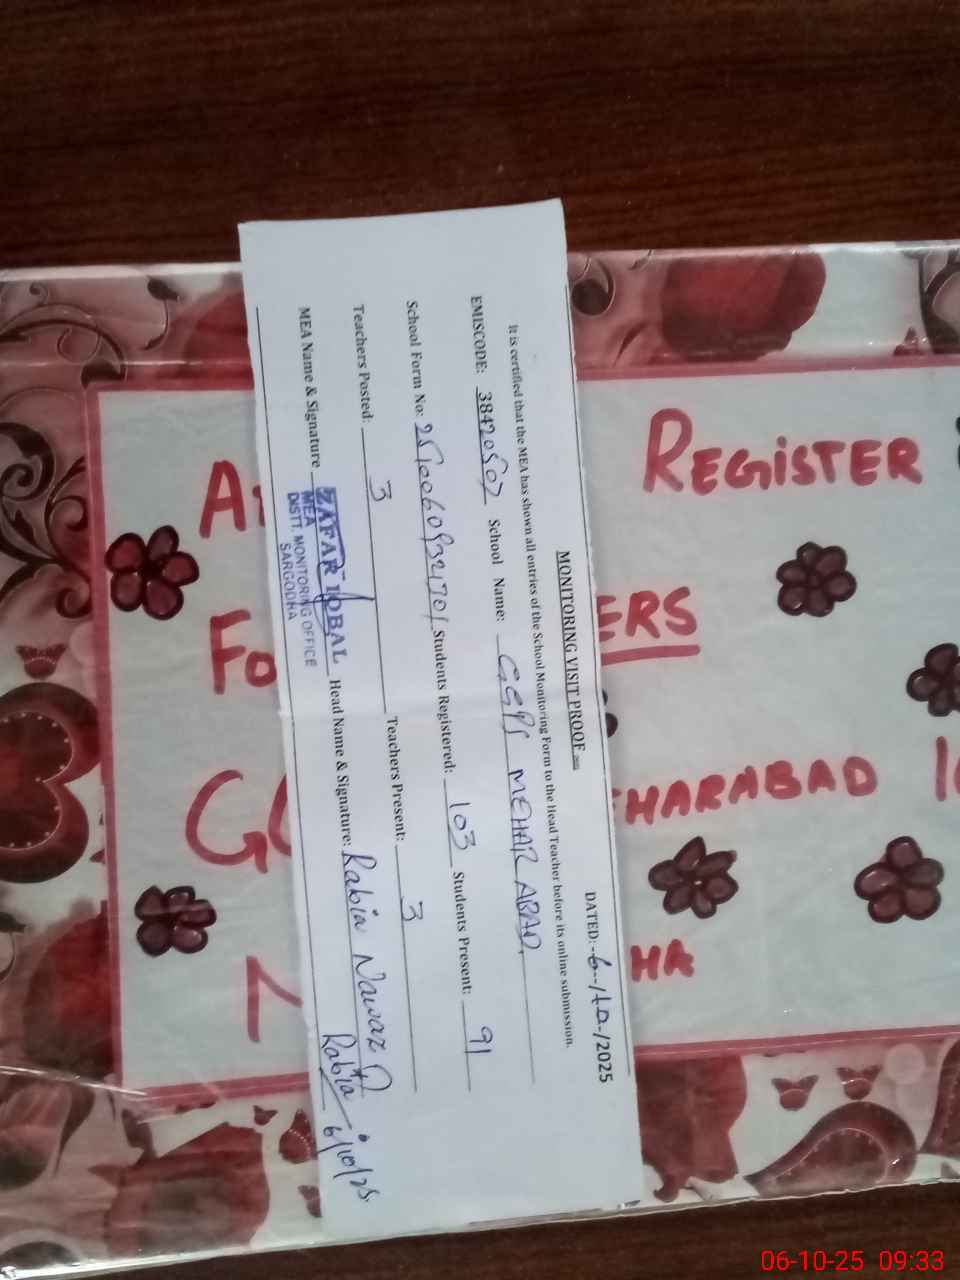 MONITORING VISIT PROOF
DATED: -6-/10-/2025
It is certified that the MEA has shown all entries of the School Monitoring Form to the Head Teacher before its online submission.
EMISCODE: 38420507 School Name: GGPS MEHAR ABAD.
School Form No: Students Registered: 103 Students Present: 91
Teachers Posted: 3 Teachers Present: 3
MEA Name & Signature ZAFAR IQBAL Head Name & Signature: Rabia Nawaz
MEA
DISTT. MONITORING OFFICE
SARGODHA
Rabia 6/10/25
REGISTER
ERS
HARABAD
HA
06-10-25 09:33